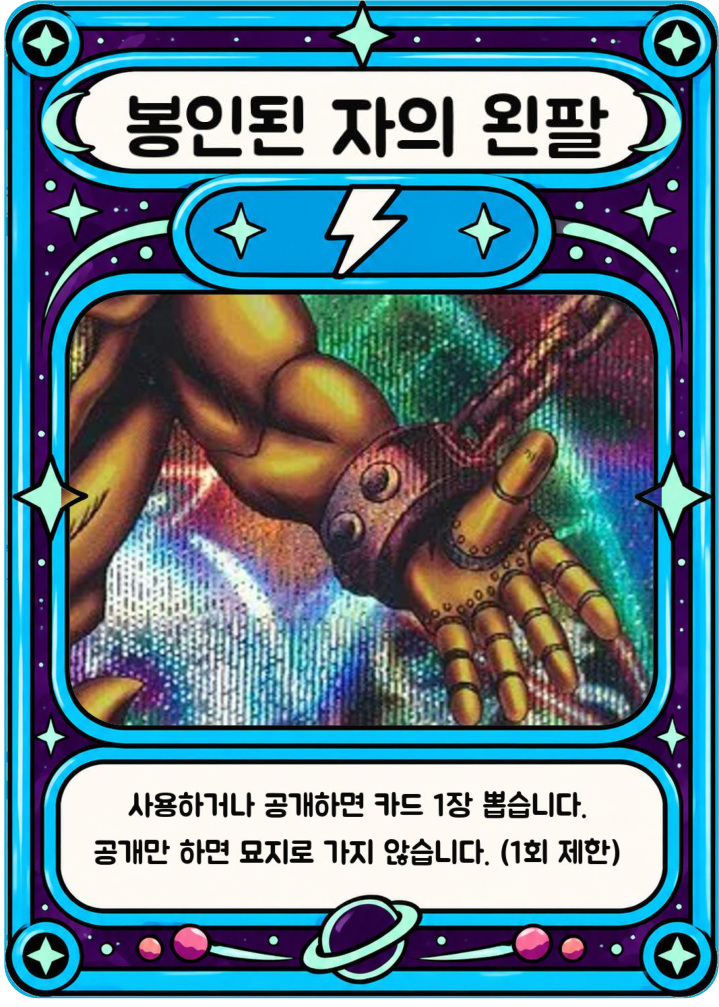 봉인된 자의 왼팔
사용하거나 공개하면 카드 1장 뽑습니다.
공개만 하면 묘지로 가지 않습니다. (1회 제한)